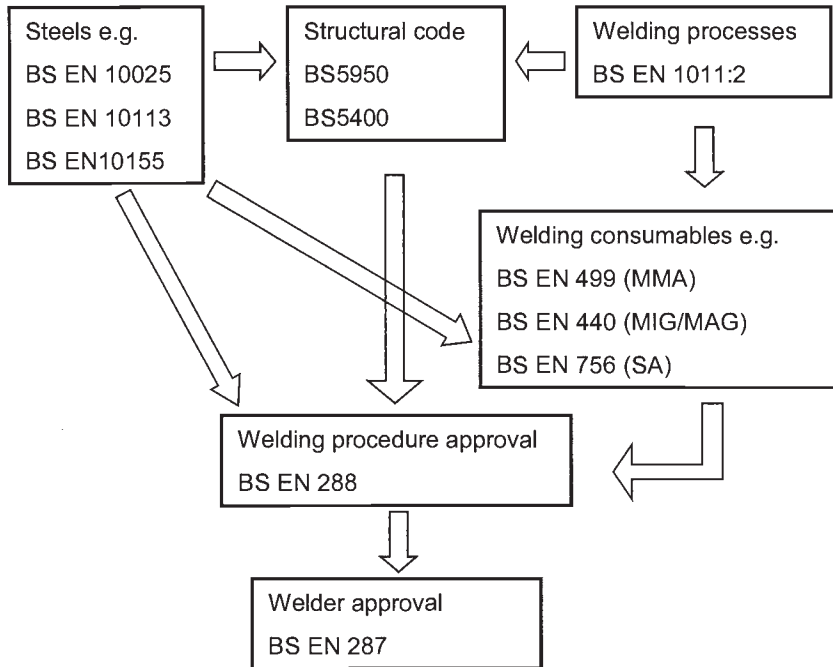 Steels e.g.
BS EN 10025
BS EN 10113
BS EN10155
Structural code
BS5950
BS5400
Welding processes
BS EN 1011:2
Welding consumables e.g.
BS EN 499 (MMA)
BS EN 440 (MIG/MAG)
BS EN 756 (SA)
Welding procedure approval
BS EN 288
Welder approval
BS EN 287